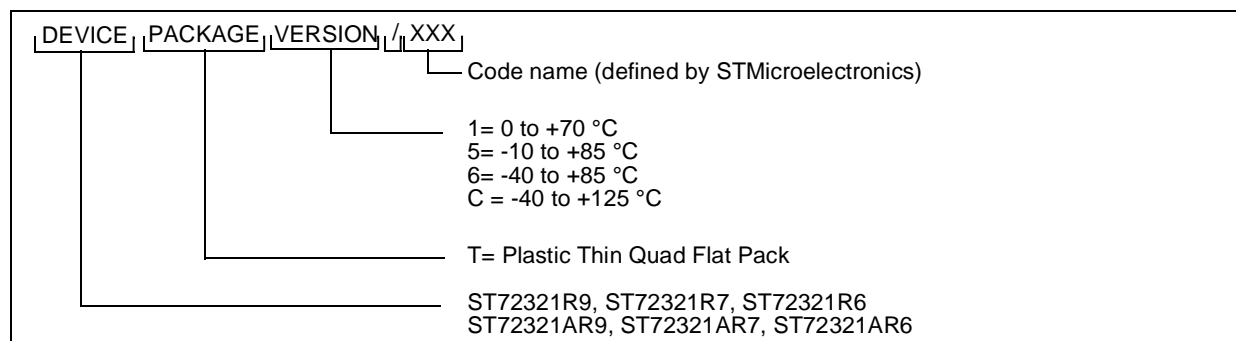 DEVICE PACKAGE VERSION / XXX
Code name (defined by STMicroelectronics)
1= 0 to +70 °C
5= -10 to +85 °C
6= -40 to +85 °C
C = -40 to +125 °C
T= Plastic Thin Quad Flat Pack
ST72321R9, ST72321R7, ST72321R6
ST72321AR9, ST72321AR7, ST72321AR6